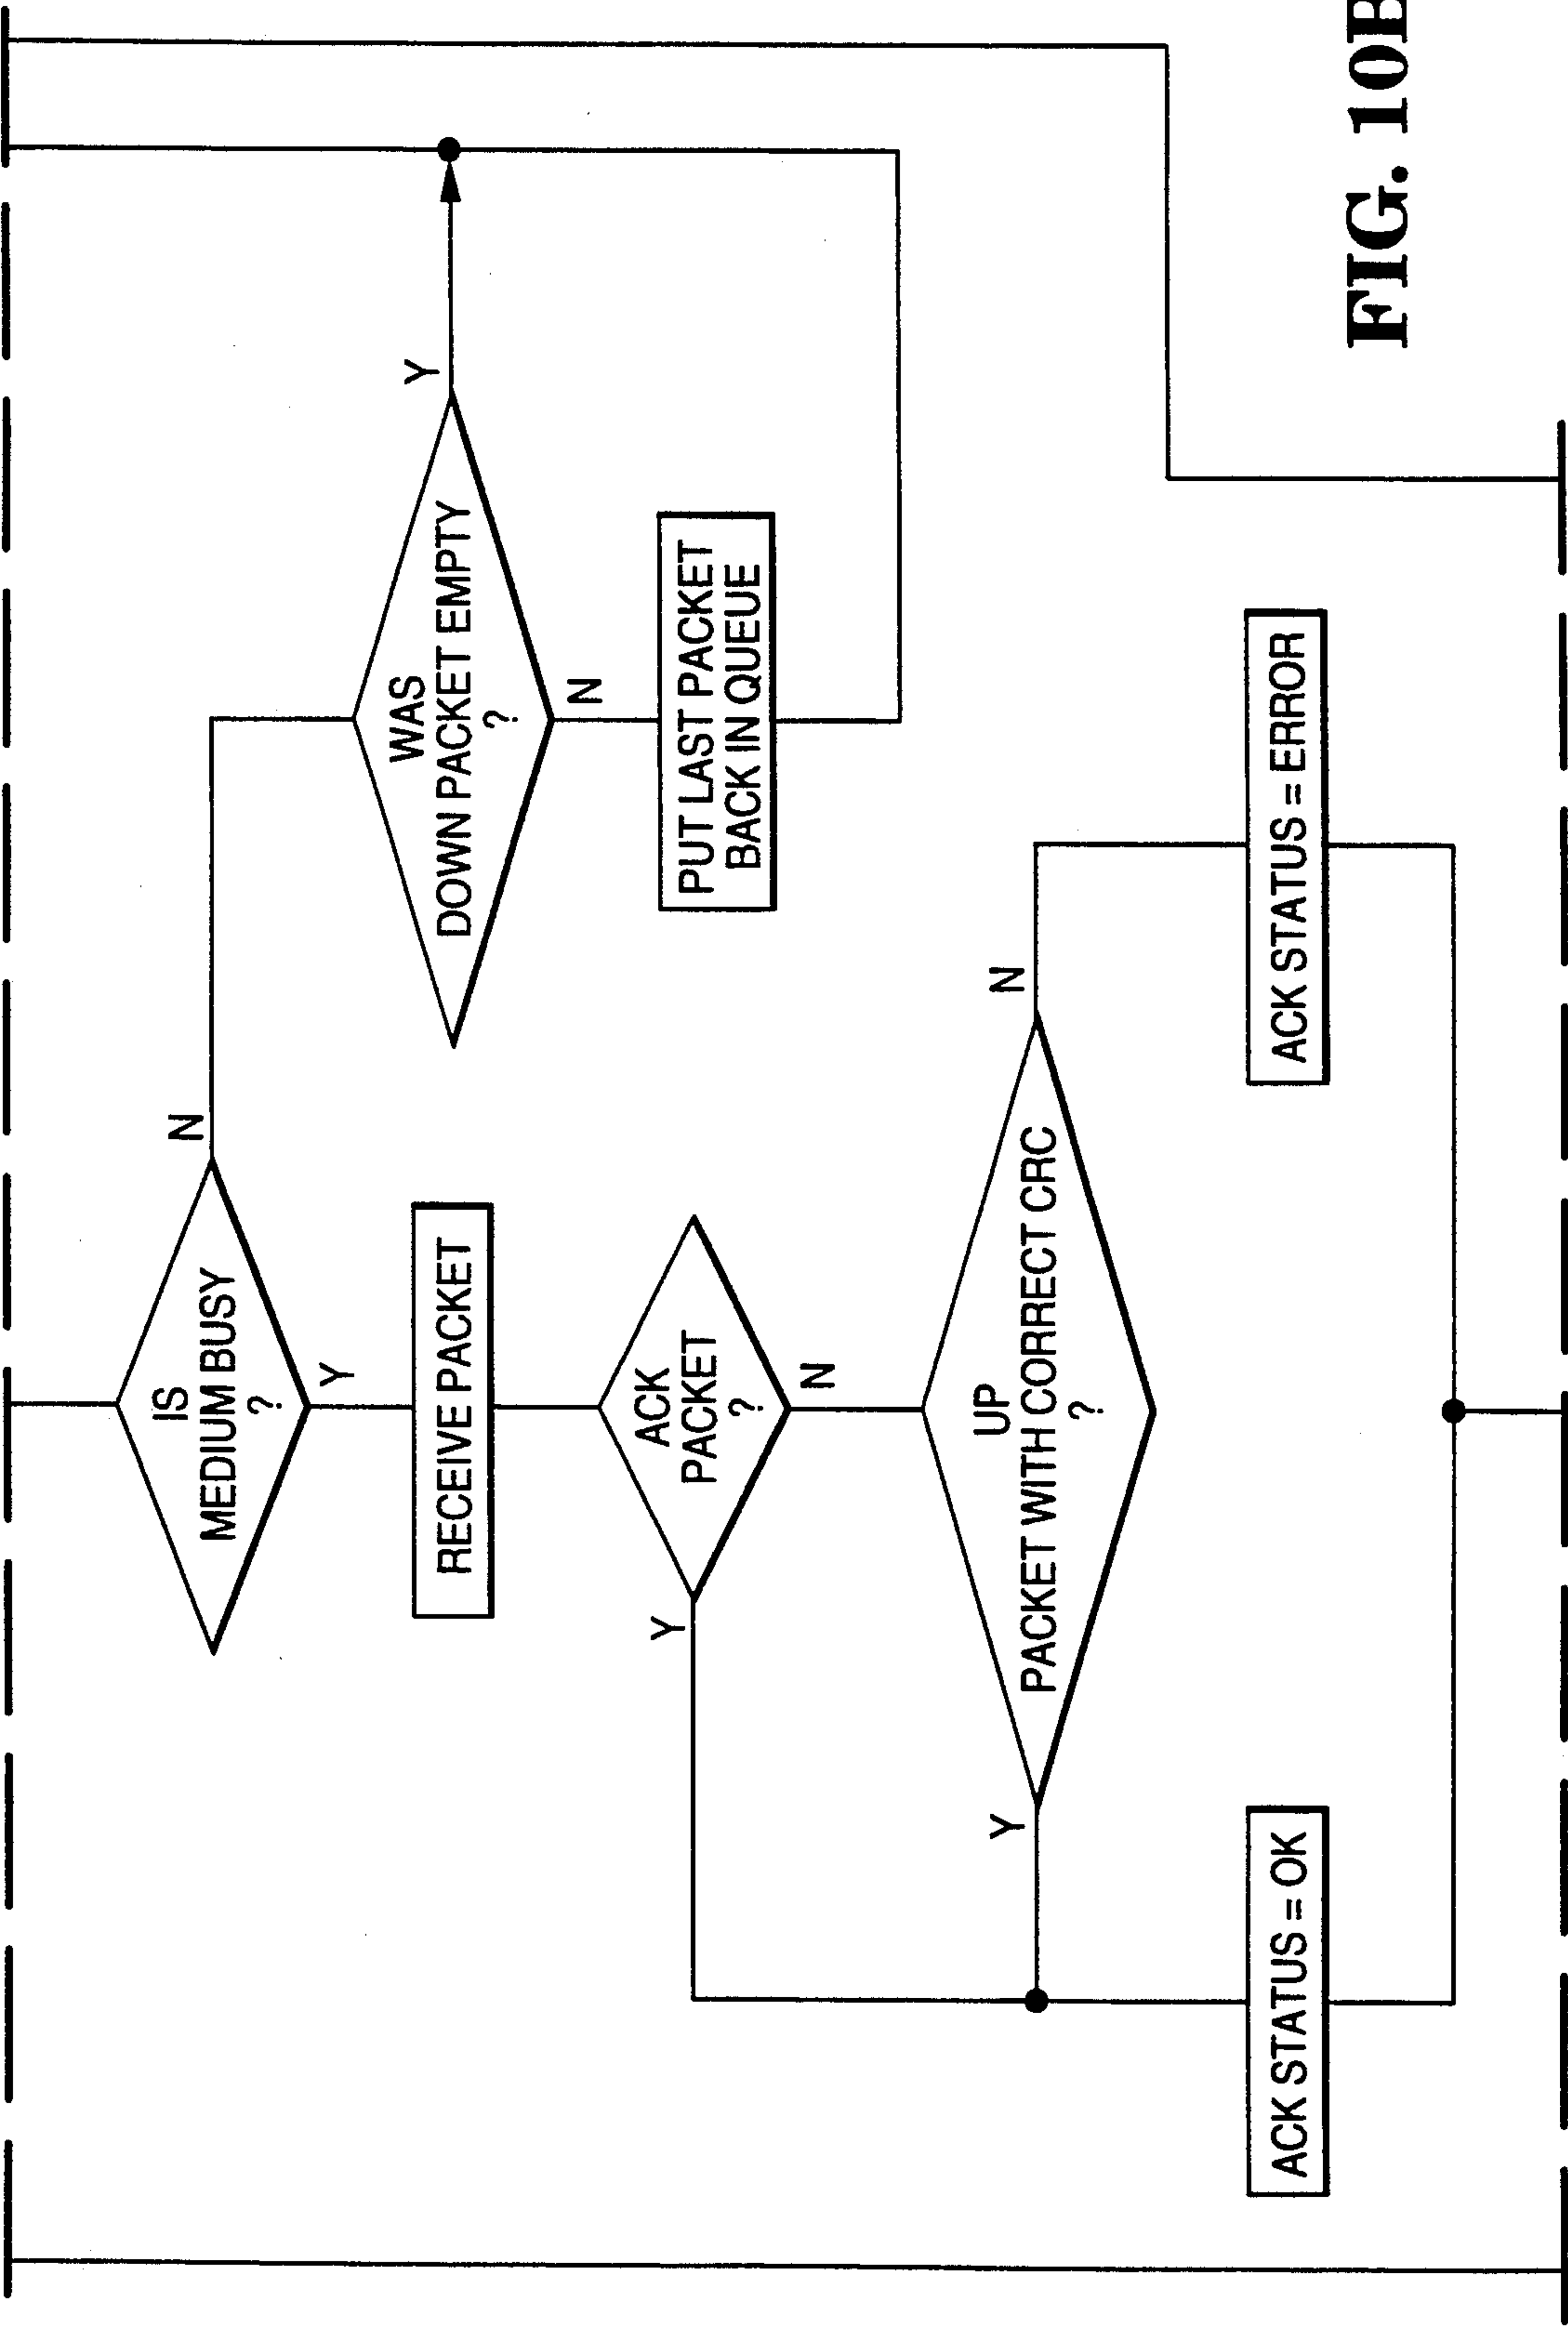 IS
MEDIUM BUSY
?
N
Y
RECEIVE PACKET
WAS
DOWN PACKET EMPTY
?
Y
N
PUT LAST PACKET
BACK IN QUEUE
ACK
PACKET
?
Y
N
UP
PACKET WITH CORRECT CRC
?
Y
N
ACK STATUS = OK
ACK STATUS = ERROR
FIG. 10B